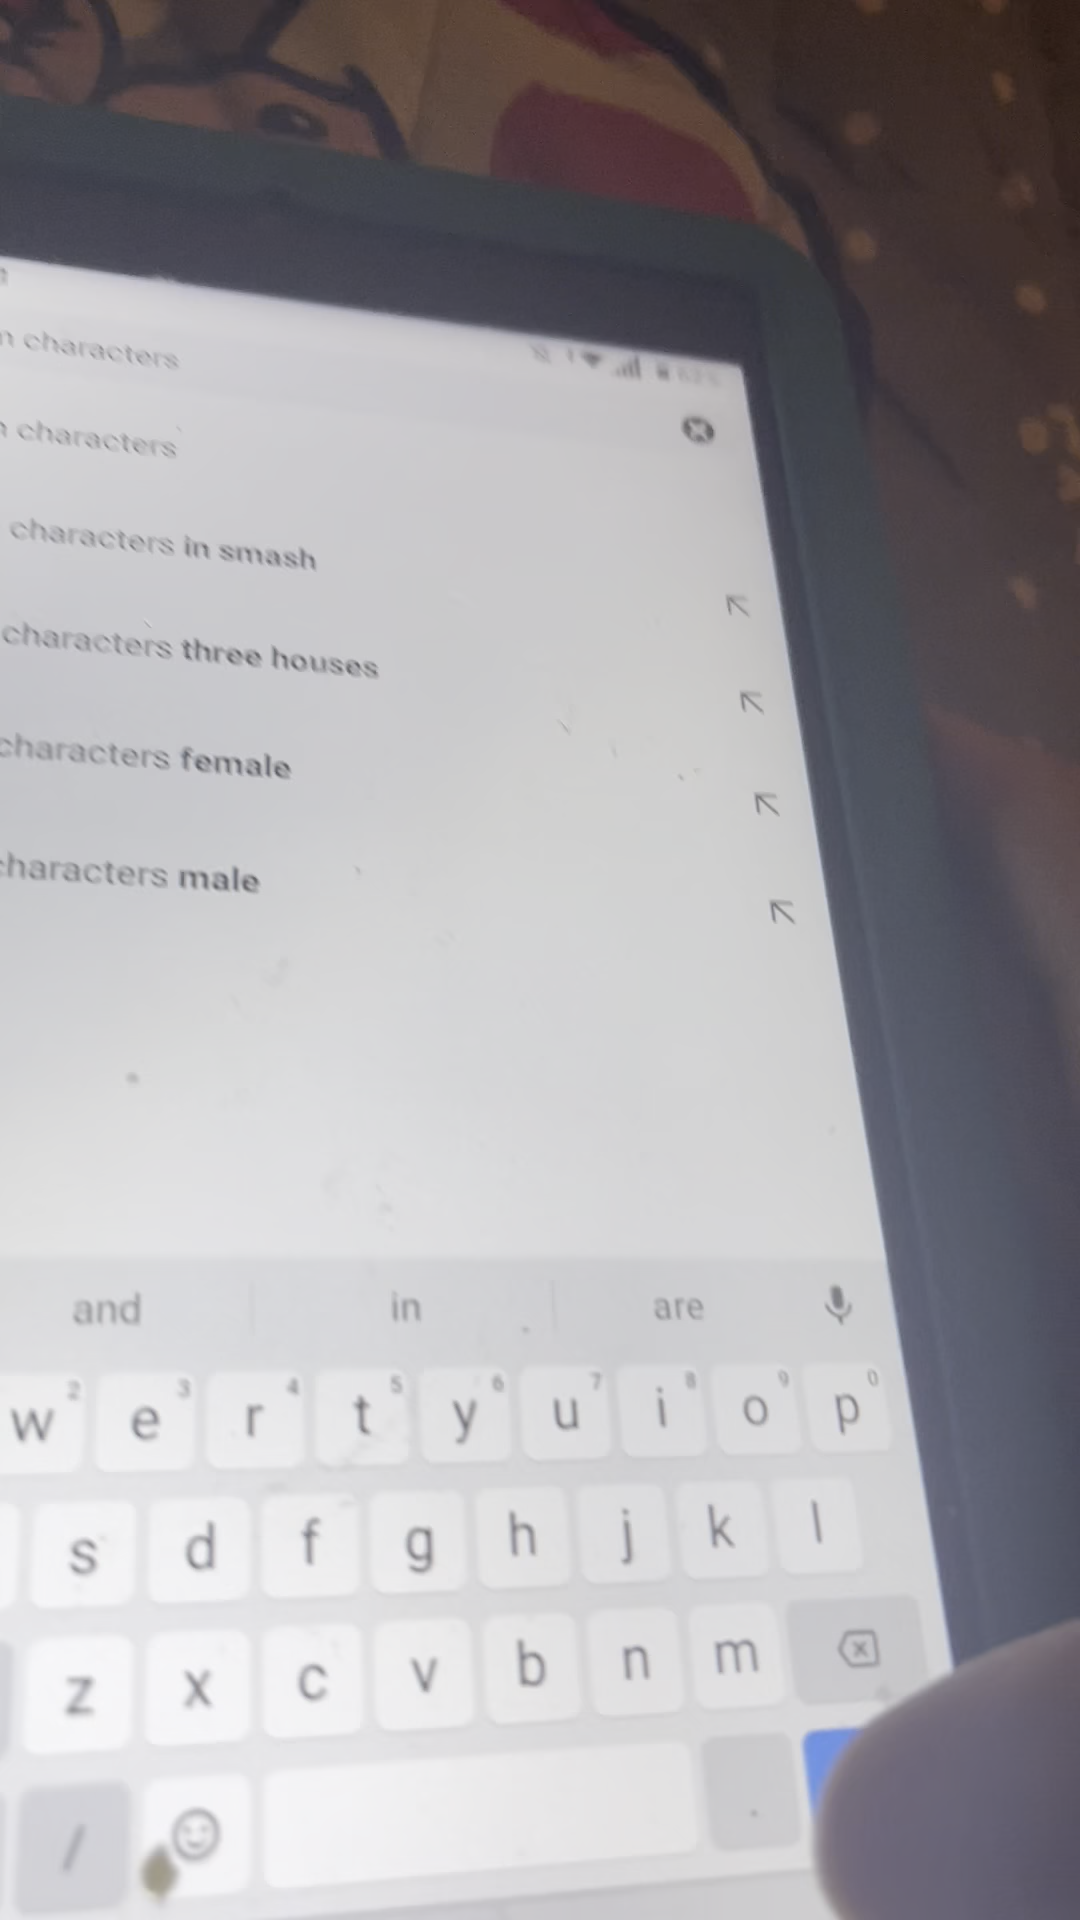 characters
characters
characters in smash
characters three houses
characters female
characters male
and in are
w 2 e 3 r 4 t 5 y 6 u 7 i 8 o 9 p 0
s d f g h j k l
z x c v b n m
/ .